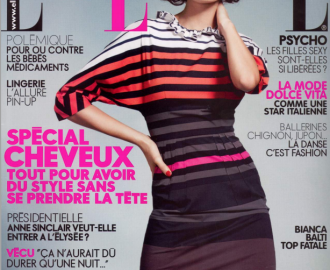 www.el
ELLE
POLÉMIQUE
POUR OU CONTRE
LES BÉBÉS
MÉDICAMENTS
LINGERIE
L'ALLURE
PIN-UP
SPÉCIAL
CHEVEUX
TOUT POUR AVOIR
DU STYLE SANS
SE PRENDRE LA TÊTE
PRÉSIDENTIELLE
ANNE SINCLAIR VEUT-ELLE
ENTRER A L'ÉLYSÉE ?
VÉCU "ÇA N'AURAIT DÛ
DURER QU'UNE NUIT..."
PSYCHO
LES FILLES SEXY
SONT-ELLES
SI LIBÉRÉES ?
LA MODE
DOLCE VITA
COMME UNE
STAR ITALIENNE
BALLERINES
CHIGNON, JUPON...
LA DANSE
C'EST FASHION
BIANCA
BALTI
TOP FATALE